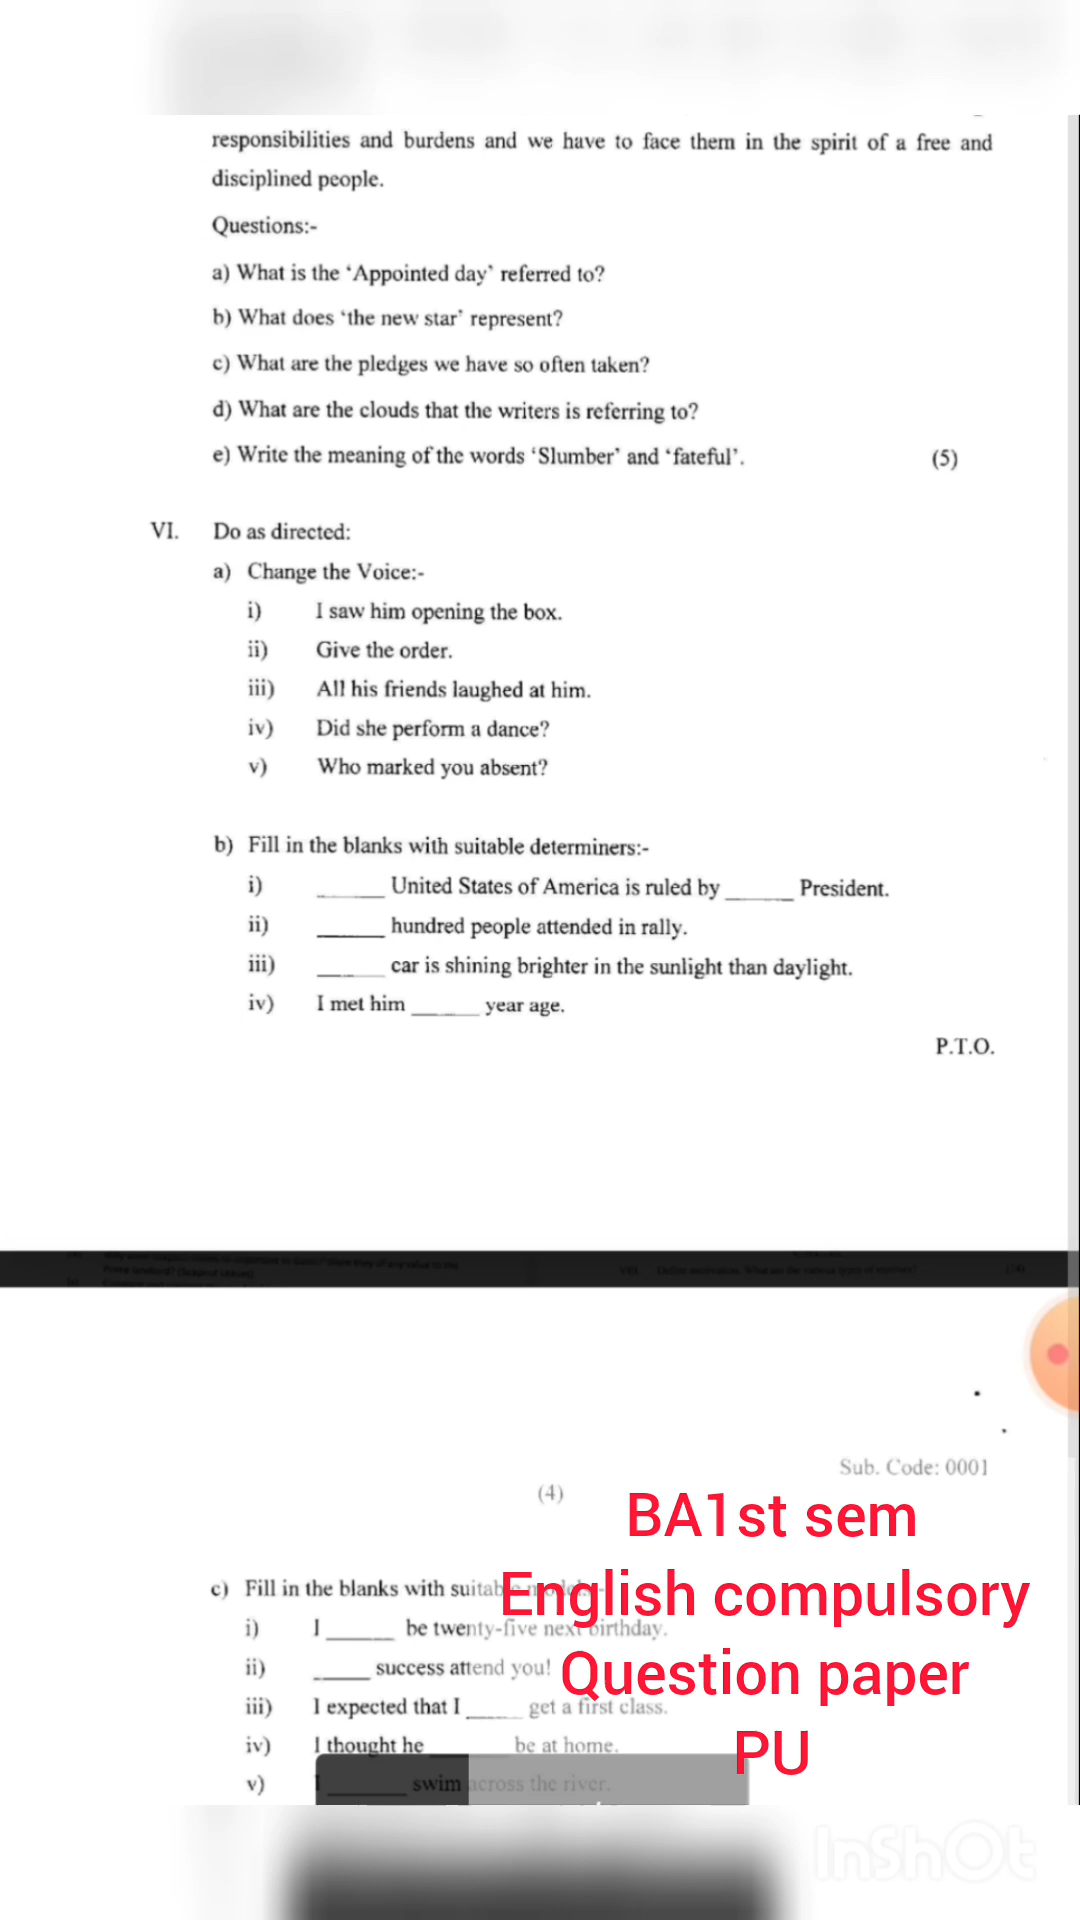 responsibilities and burdens and we have to face them in the spirit of a free and
disciplined people.
Questions:-
a) What is the ‘Appointed day’ referred to?
b) What does ‘the new star’ represent?
c) What are the pledges we have so often taken?
d) What are the clouds that the writers is referring to?
e) Write the meaning of the words ‘Slumber’ and ‘fateful’. (5)
VI. Do as directed:
a) Change the Voice:-
i) I saw him opening the box.
ii) Give the order.
iii) All his friends laughed at him.
iv) Did she perform a dance?
v) Who marked you absent?
b) Fill in the blanks with suitable determiners:-
i) ______ United States of America is ruled by ______ President.
ii) ______ hundred people attended in rally.
iii) ______ car is shining brighter in the sunlight than daylight.
iv) I met him ______ year age.
P.T.O.
Sub. Code: 0001
(4)
BA1st sem
English compulsory
Question paper
PU
c) Fill in the blanks with
i) I ______ be twenty-five next birthday.
ii) ______ success attend you!
iii) I expected that I ______ get a first class.
iv) I thought he ______ be at home.
v) I ______ swim across the river.
InShOt